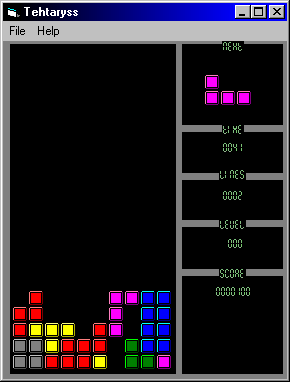 Tehtaryss
File Help
NEXT
TIME
0041
LINES
0002
LEVEL
000
SCORE
0000100